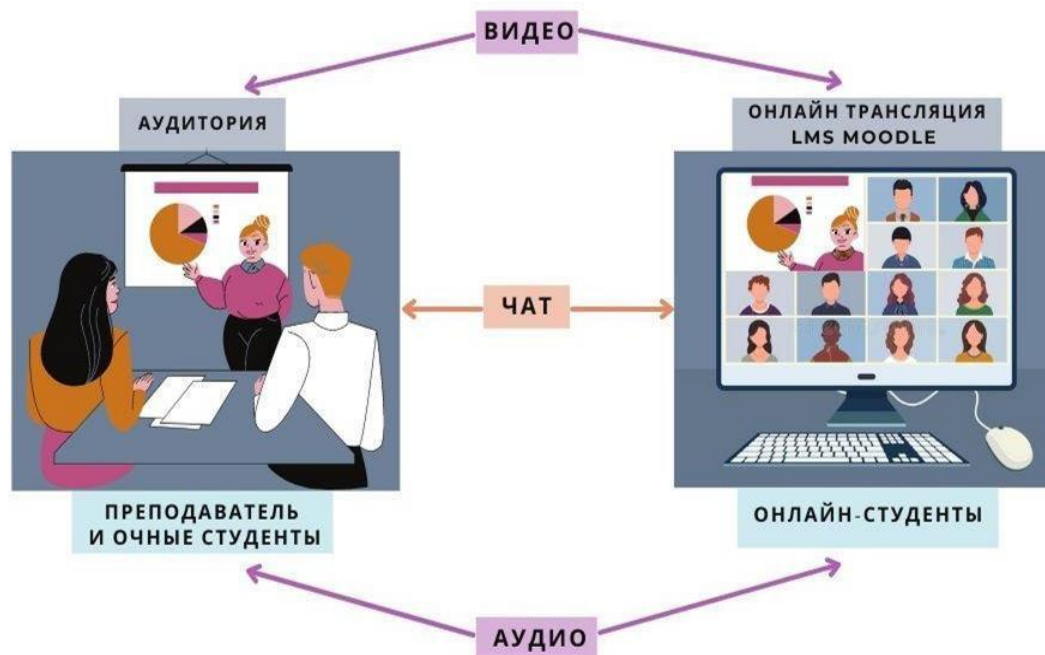 ВИДЕО
АУДИТОРИЯ
ОНЛАЙН ТРАНСЛЯЦИЯ
LMS MOODLE
ЧАТ
ПРЕПОДАВАТЕЛЬ
И ОЧНЫЕ СТУДЕНТЫ
ОНЛАЙН-СТУДЕНТЫ
АУДИО